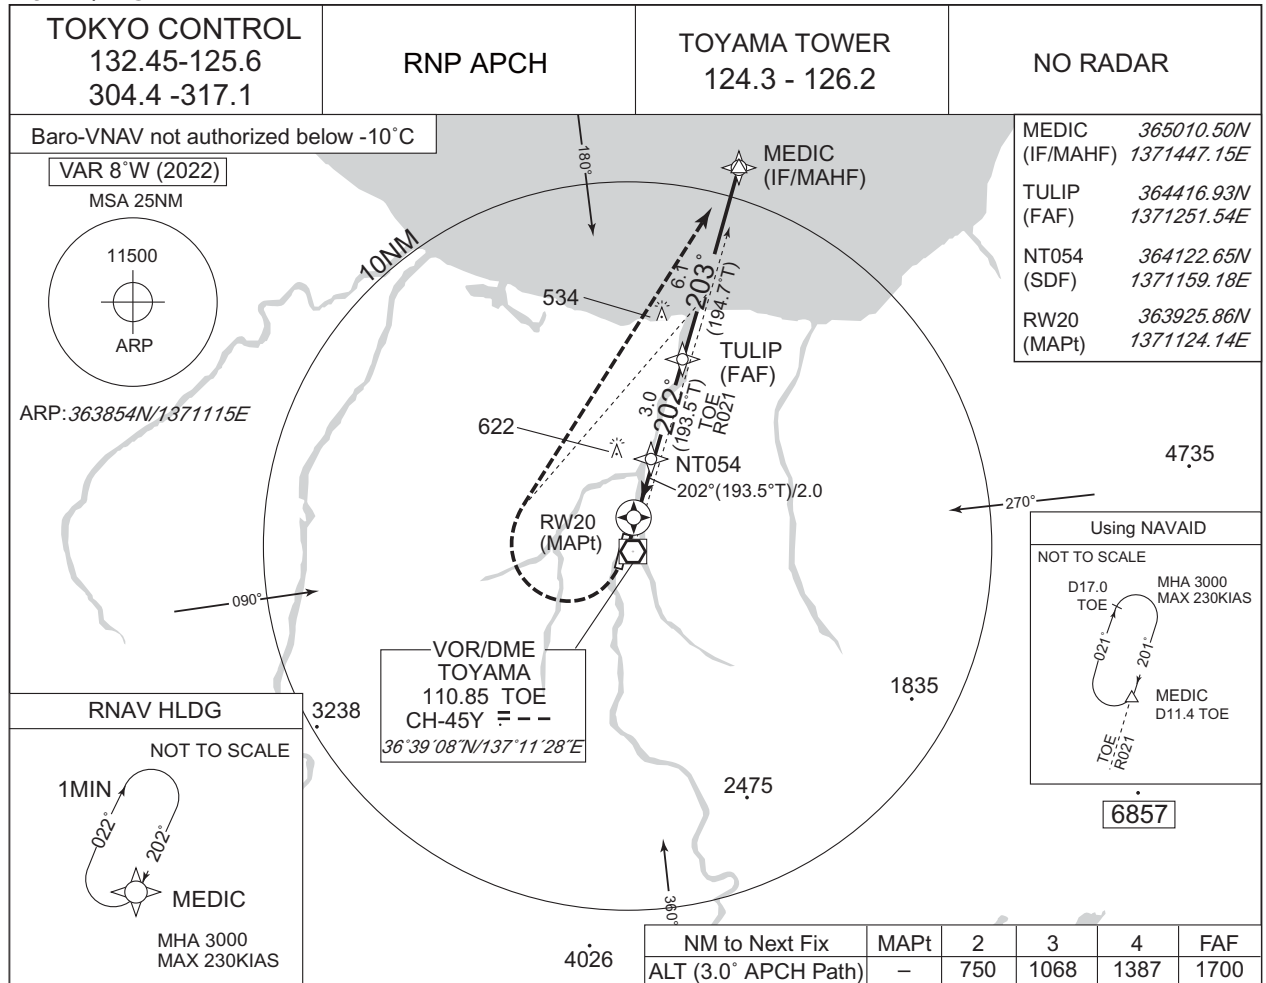 TOKYO CONTROL
132.45-125.6
304.4 -317.1
RNP APCH
TOYAMA TOWER
124.3 - 126.2
NO RADAR
Baro-VNAV not authorized below -10˚C
VAR 8˚W (2022)
MSA 25NM
11500
ARP
ARP:363854N/1371115E
MEDIC 365010.50N
(IF/MAHF) 1371447.15E
TULIP 364416.93N
(FAF) 1371251.54E
NT054 364122.65N
(SDF) 1371159.18E
RW20 363925.86N
(MAPt) 1371124.14E
180°
MEDIC
(IF/MAHF)
10NM
6.1
203°
(194.7°T)
534
TULIP
(FAF)
3.0
202°
(193.5°T)
TOE
R021
622
NT054
202°(193.5°T)/2.0
4735
RW20
(MAPt)
270°
090°
VOR/DME
TOYAMA
110.85 TOE
CH-45Y
36°39´08˝N/137°11´28˝E
Using NAVAID
NOT TO SCALE
D17.0
TOE
MHA 3000
MAX 230KIAS
021°
201°
MEDIC
D11.4 TOE
TOE
R021
1835
3238
2475
6857
RNAV HLDG
NOT TO SCALE
1MIN
022°
202°
MEDIC
MHA 3000
MAX 230KIAS
360°
4026
NM to Next Fix MAPt 2 3 4 FAF
ALT (3.0˚ APCH Path) – 750 1068 1387 1700